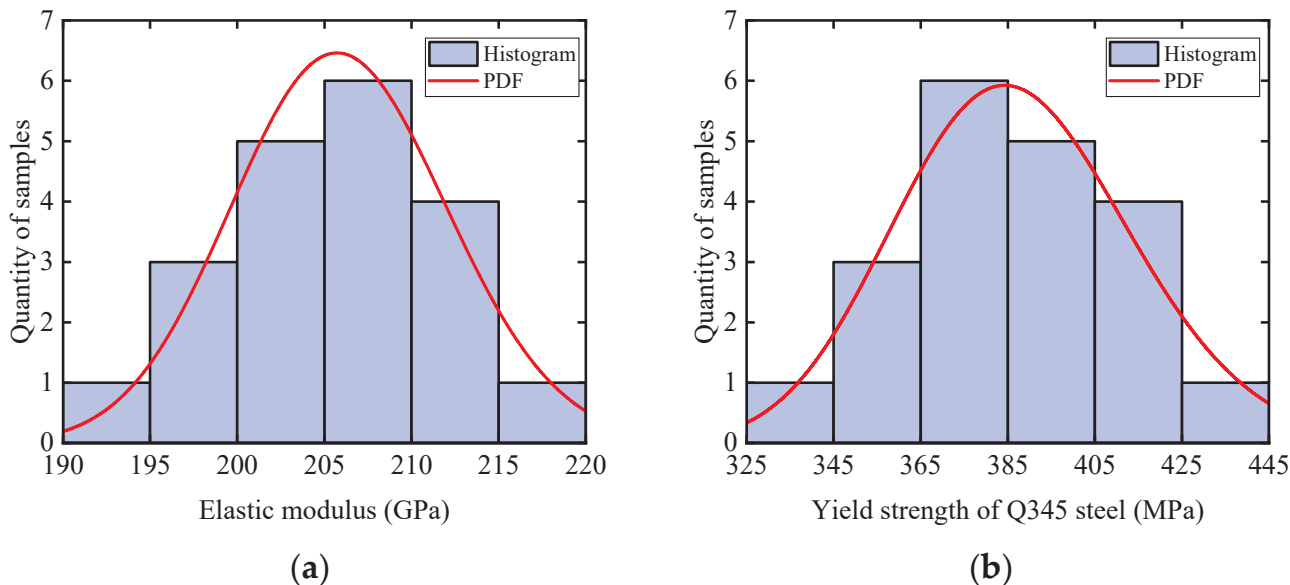 7
6
5
4
3
2
1
0
Quantity of samples
Histogram
PDF
190 195 200 205 210 215 220
Elastic modulus (GPa)
(a)
7
6
5
4
3
2
1
0
Quantity of samples
Histogram
PDF
325 345 365 385 405 425 445
Yield strength of Q345 steel (MPa)
(b)